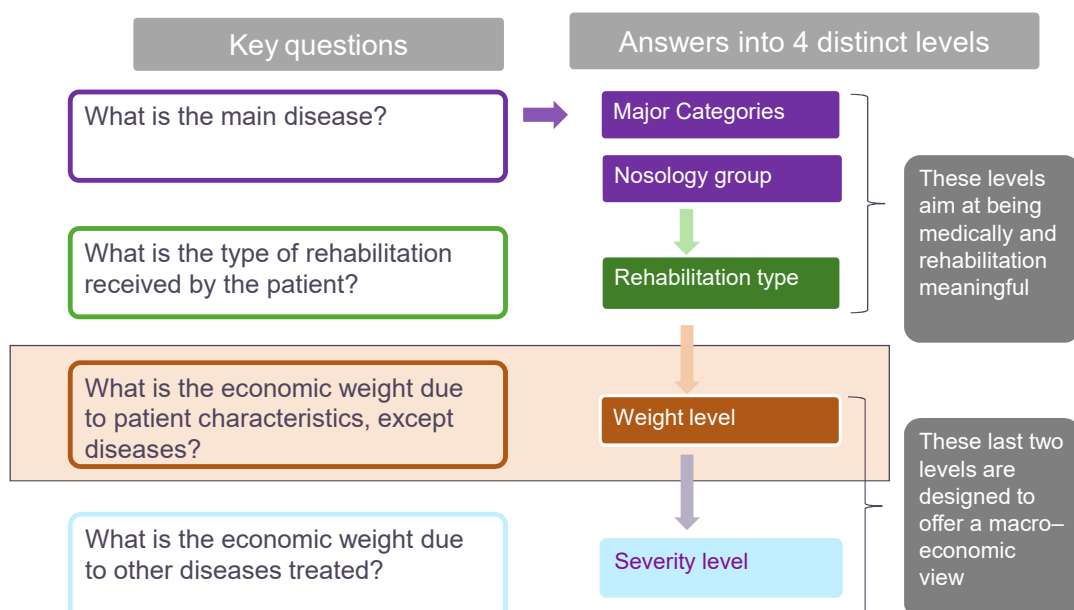 Key questions
Answers into 4 distinct levels
What is the main disease?
Major Categories
Nosology group
These levels
aim at being
medically and
rehabilitation
meaningful
What is the type of rehabilitation
received by the patient?
Rehabilitation type
What is the economic weight due
to patient characteristics, except
diseases?
Weight level
These last two
levels are
designed to
offer a macro–
economic
view
What is the economic weight due
to other diseases treated?
Severity level